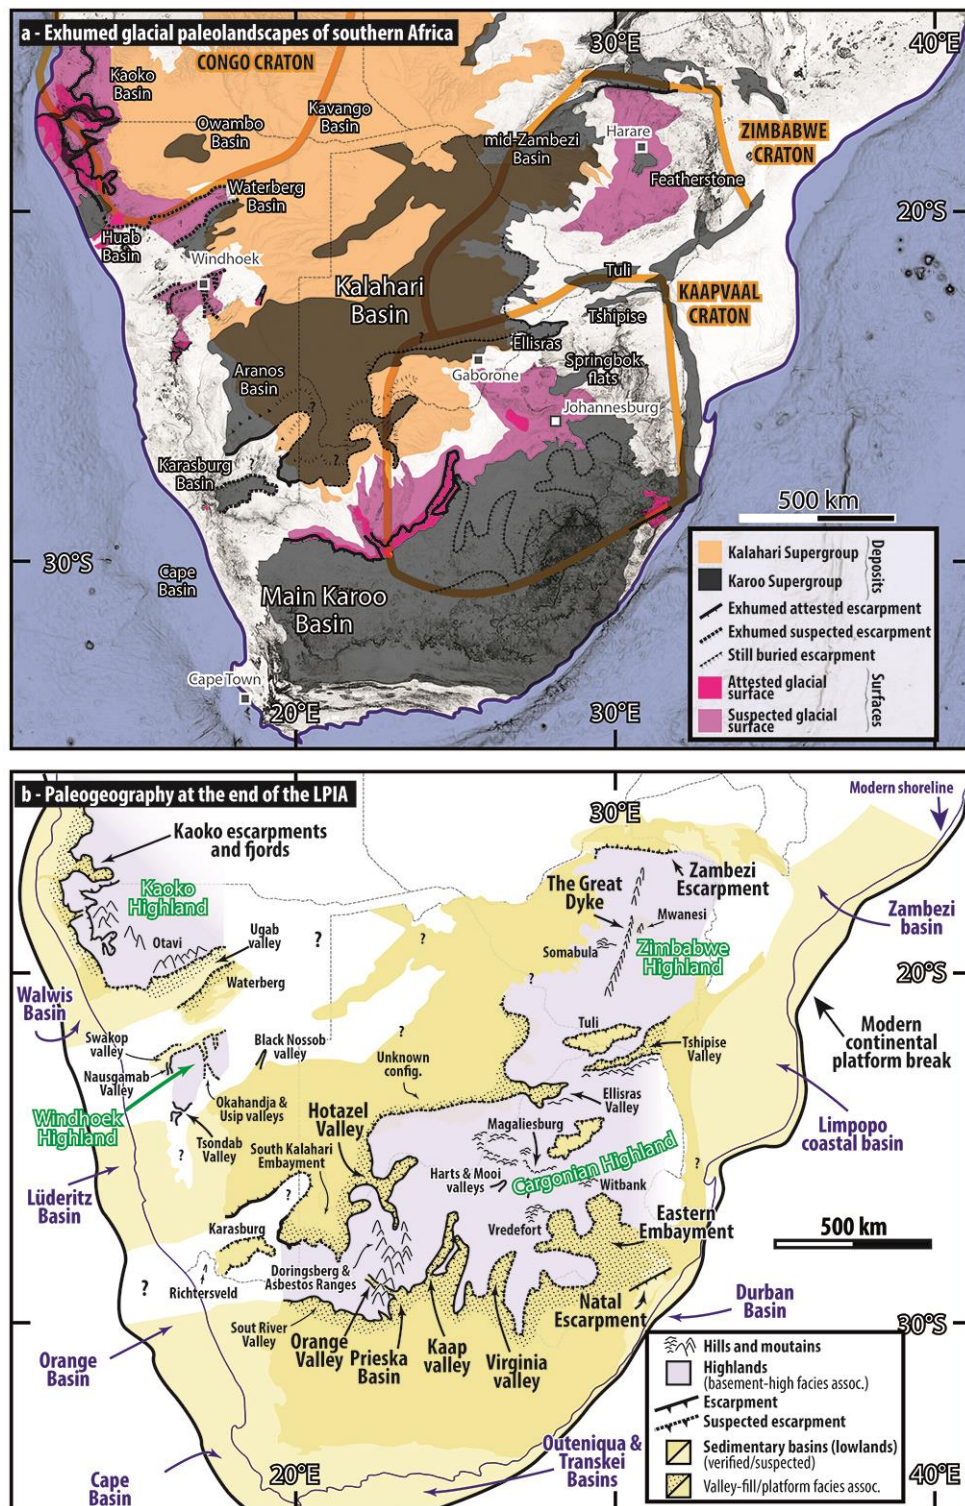 a - Exhumed glacial paleolandscapes of southern Africa
30°E
40°E
CONGO CRATON
Kaoko
Basin
Kavango
Basin
Owambo
Basin
mid-Zambezi
Basin
Harare
ZIMBABWE
CRATON
Featherstone
Waterberg
Basin
20°S
Huab
Basin
Windhoek
Kalahari
Basin
Tuli
KAAPVAAL
CRATON
Tshipise
?
Ellisras
Gaborone
Springbok
flats
Aranos
Basin
Johannesburg
?
?
Karasburg
Basin
500 km
30°S
Cape
Basin
Main Karoo
Basin
Cape Town
20°E
30°E
Kalahari Supergroup
Karoo Supergroup
Deposits
Exhumed attested escarpment
Exhumed suspected escarpment
Still buried escarpment
Attested glacial
surface
Suspected glacial
surface
Surfaces
b - Paleogeography at the end of the LPIA
30°E
Modern shoreline
Kaoko escarpments
and fjords
Zambezi
Escarpment
Kaoko
Highland
The Great
Dyke
Mwanesi
Zambezi
basin
Ugab
valley
?
?
Otavi
Somabula
Zimbabwe
Highland
Waterberg
?
20°S
Walwis
Basin
Swakop
valley
Black Nossob
valley
?
Tuli
Modern
continental
platform break
Nausgamab
Valley
Unknown
config.
Tshipise
Valley
Windhoek
Highland
Okahandja &
Usip valleys
Hotazel
Valley
Ellisras
Valley
Magaliesburg
Limpopo
coastal basin
Tsondab
Valley
South Kalahari
Embayment
?
Harts & Mooi
valleys
Cargonian Highland
?
Lüderitz
Basin
?
Witbank
Vredefort
Eastern
Embayment
Karasburg
500 km
?
Richtersveld
Doringsberg &
Asbestos Ranges
Durban
Basin
Natal
Escarpment
Sout River
Valley
Orange
Valley
Prieska
Basin
Kaap
valley
Virginia
valley
30°S
Orange
Basin
Hills and moutains
Highlands
(basement-high facies assoc.)
Escarpment
Suspected escarpment
Sedimentary basins (lowlands)
(verified/suspected)
Valley-fill/platform facies assoc.
Outeniqua &
Transkei
Basins
Cape
Basin
20°E
40°E